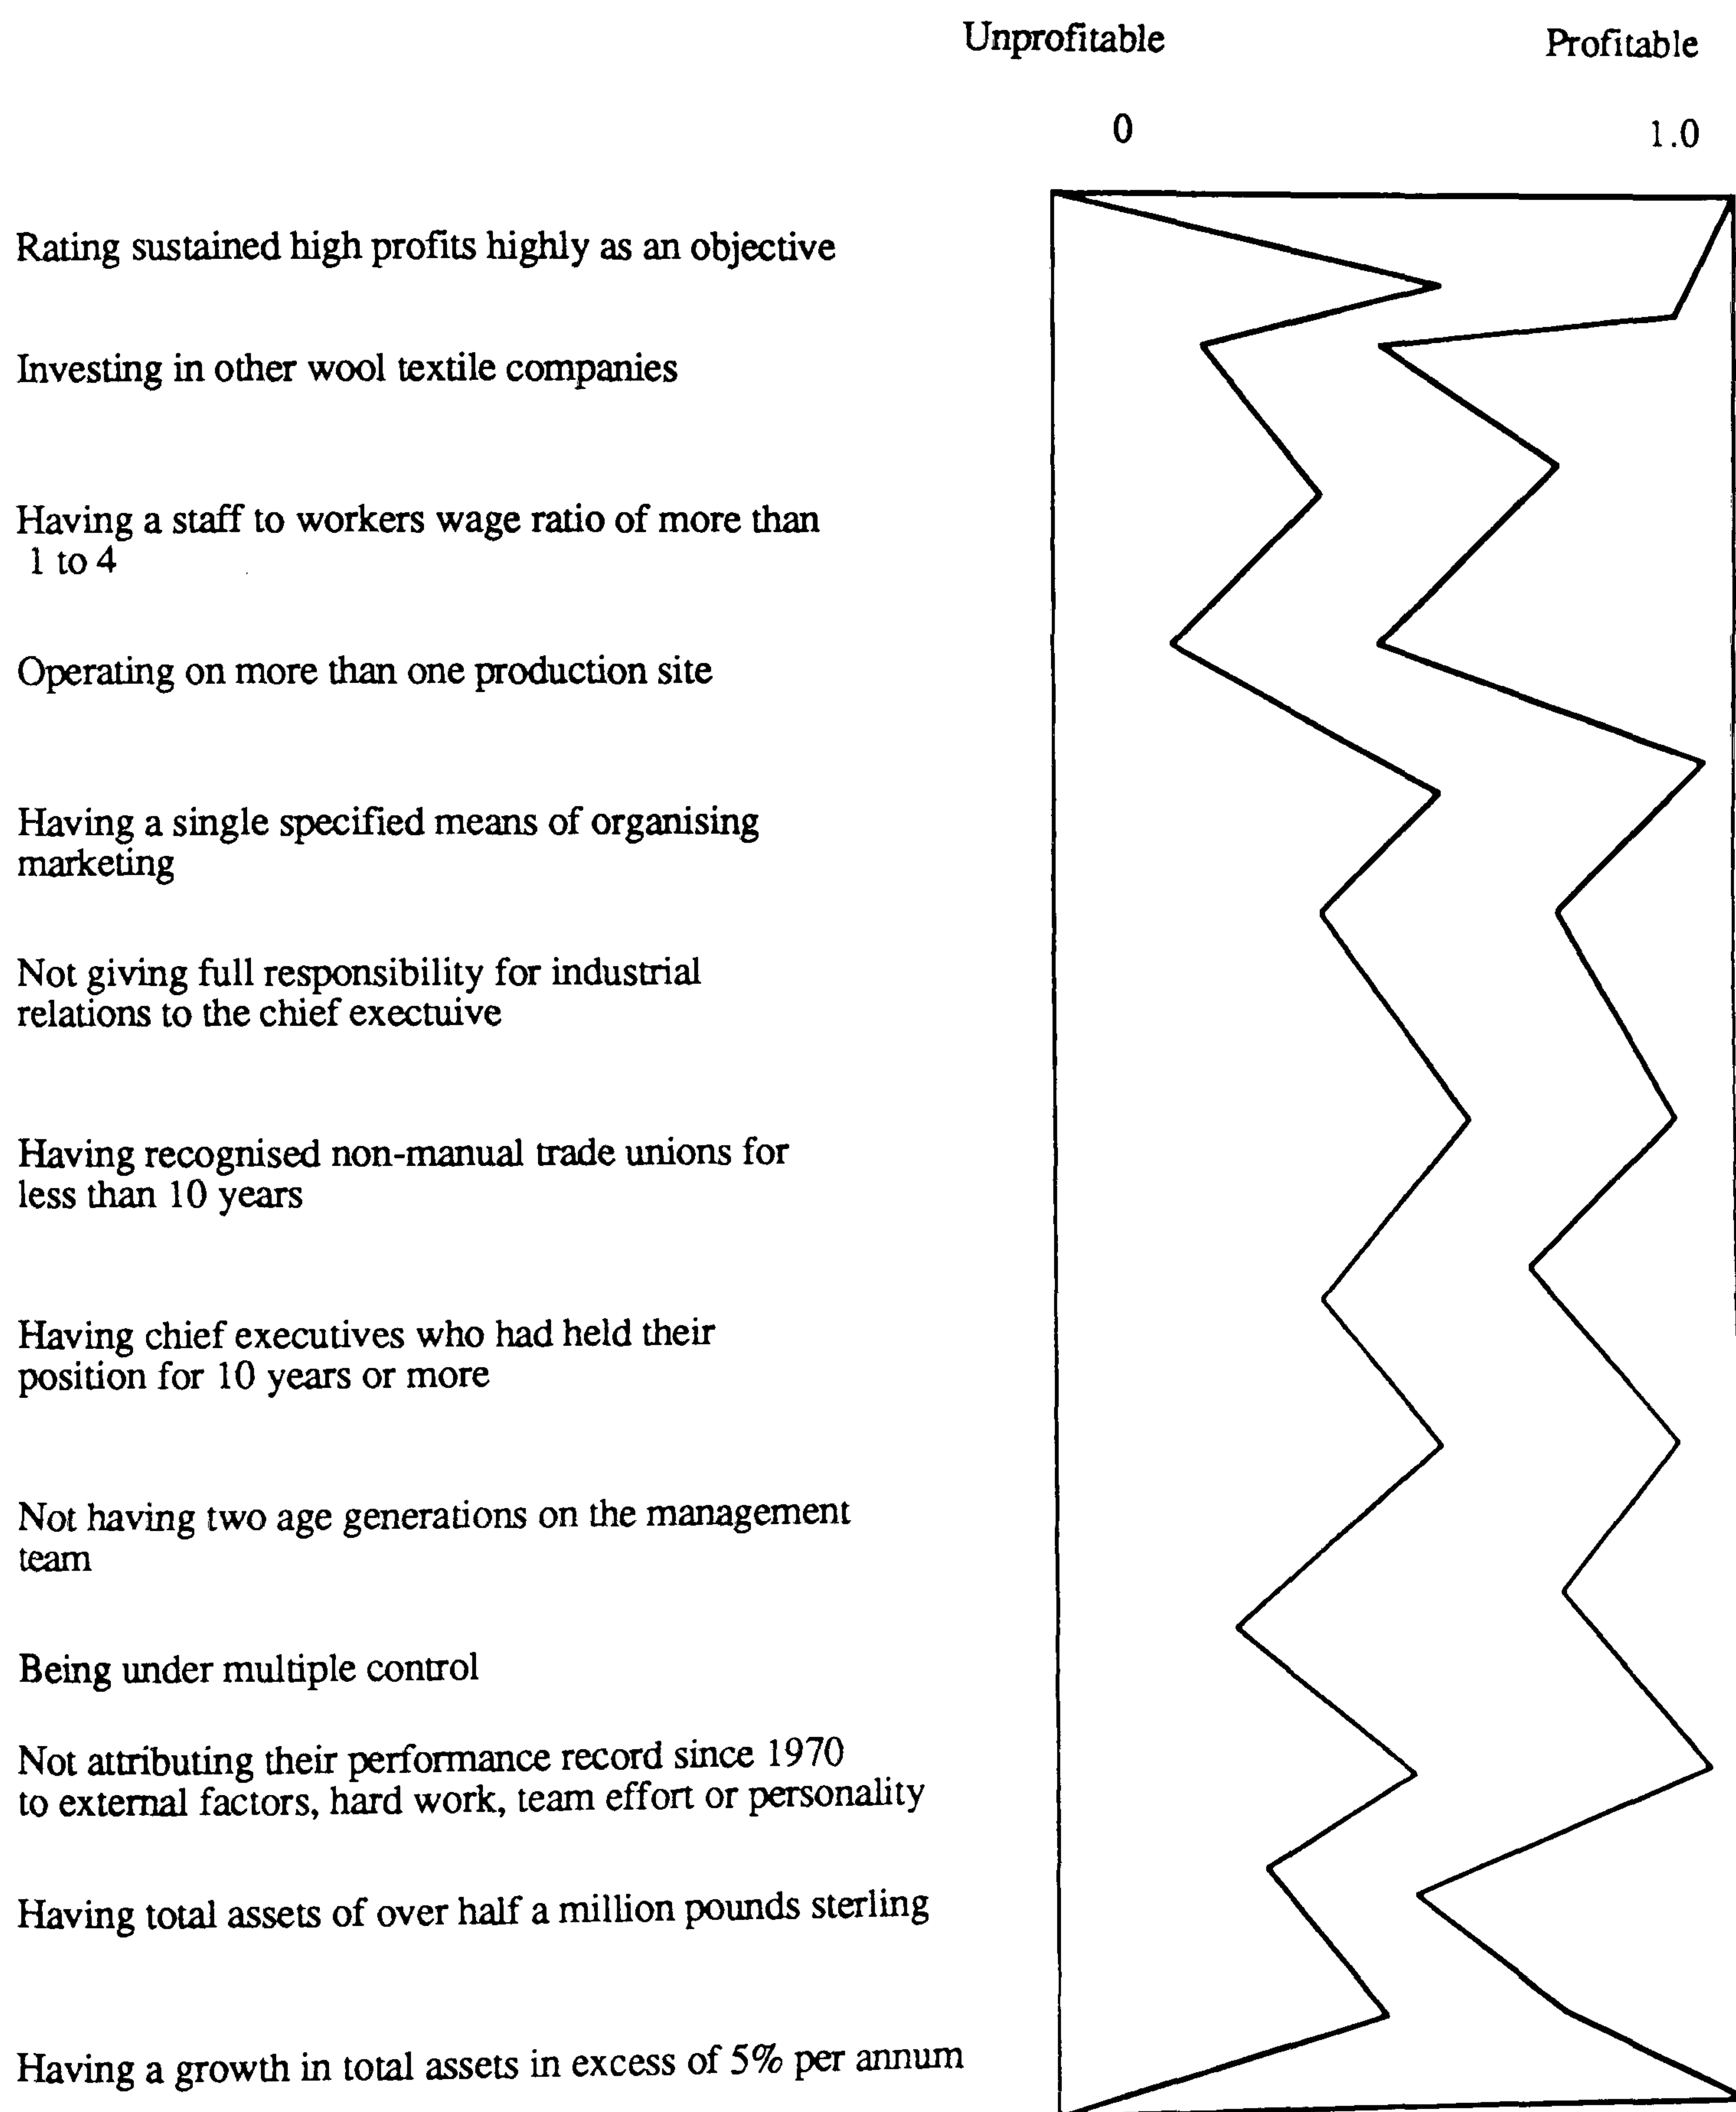 Unprofitable Profitable
0 1.0
Rating sustained high profits highly as an objective
Investing in other wool textile companies
Having a staff to workers wage ratio of more than
1 to 4
Operating on more than one production site
Having a single specified means of organising
marketing
Not giving full responsibility for industrial
relations to the chief exectuive
Having recognised non-manual trade unions for
less than 10 years
Having chief executives who had held their
position for 10 years or more
Not having two age generations on the management
team
Being under multiple control
Not attributing their performance record since 1970
to external factors, hard work, team effort or personality
Having total assets of over half a million pounds sterling
Having a growth in total assets in excess of 5% per annum